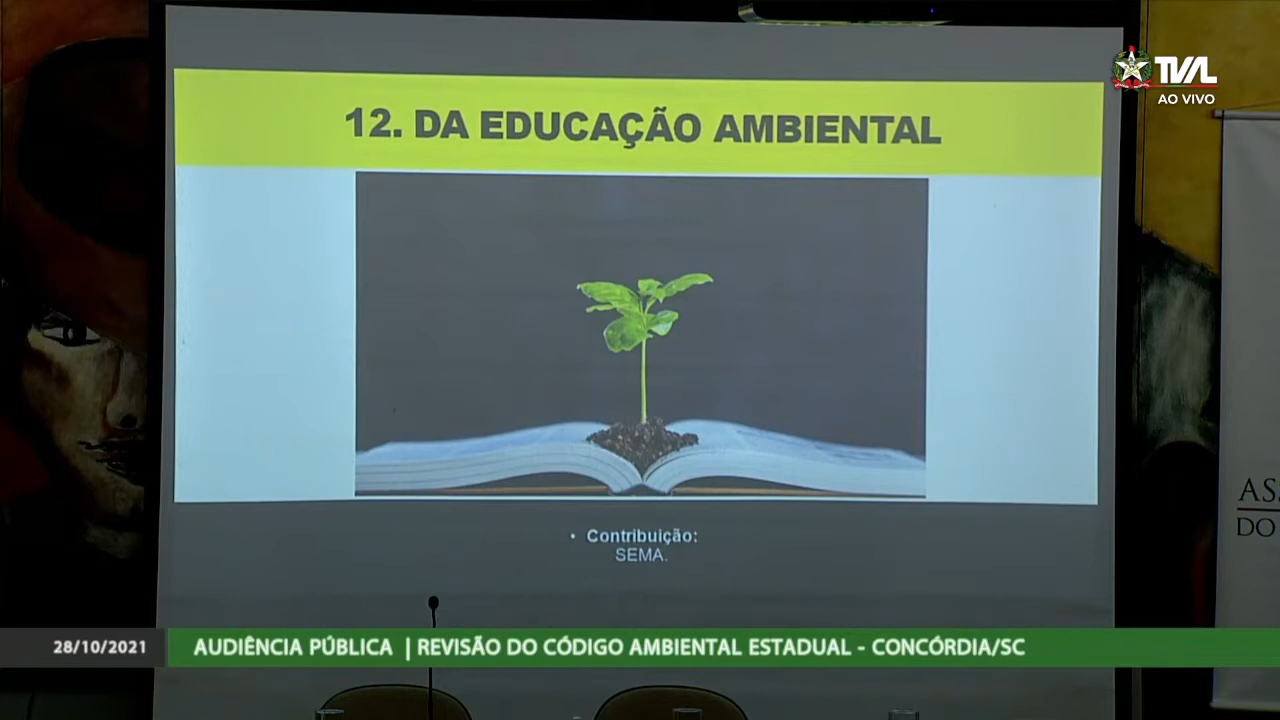 TVAL
AO VIVO
12. DA EDUCAÇÃO AMBIENTAL
• Contribuição:
SEMA.
DO
28/10/2021
AUDIÊNCIA PÚBLICA | REVISÃO DO CÓDIGO AMBIENTAL ESTADUAL - CONCÓRDIA/SC